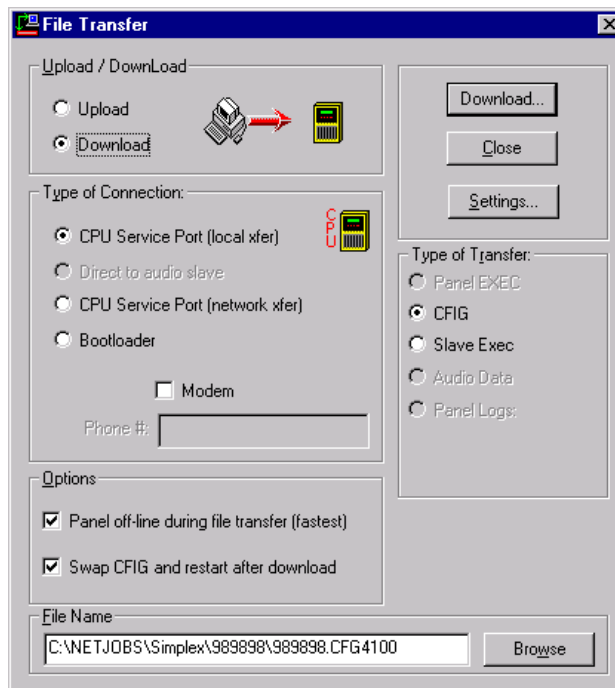 File Transfer
Upload / DownLoad
Upload
Download
Download...
Close
Settings...
Type of Connection:
CPU
CPU Service Port (local xfer)
Direct to audio slave
CPU Service Port (network xfer)
Bootloader
Modem
Phone #:
Type of Transfer:
Panel EXEC
CFIG
Slave Exec
Audio Data
Panel Logs:
Options
Panel off-line during file transfer (fastest)
Swap CFIG and restart after download
File Name
C:\NETJOBS\Simplex\989898\989898.CFG4100
Browse